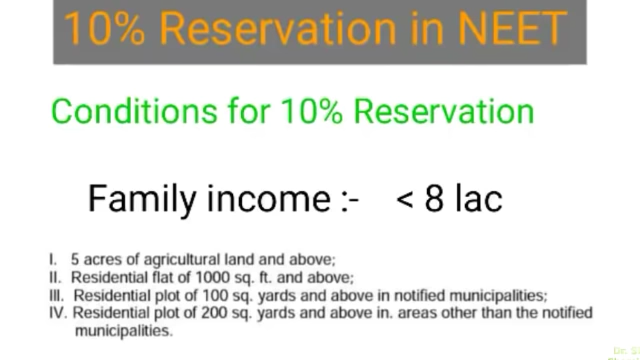 10% Reservation in NEET
Conditions for 10% Reservation
Family income :- < 8 lac
I. 5 acres of agricultural land and above;
II. Residential flat of 1000 sq. ft. and above;
III. Residential plot of 100 sq. yards and above in notified municipalities;
IV. Residential plot of 200 sq. yards and above in. areas other than the notified
municipalities.
Dr.